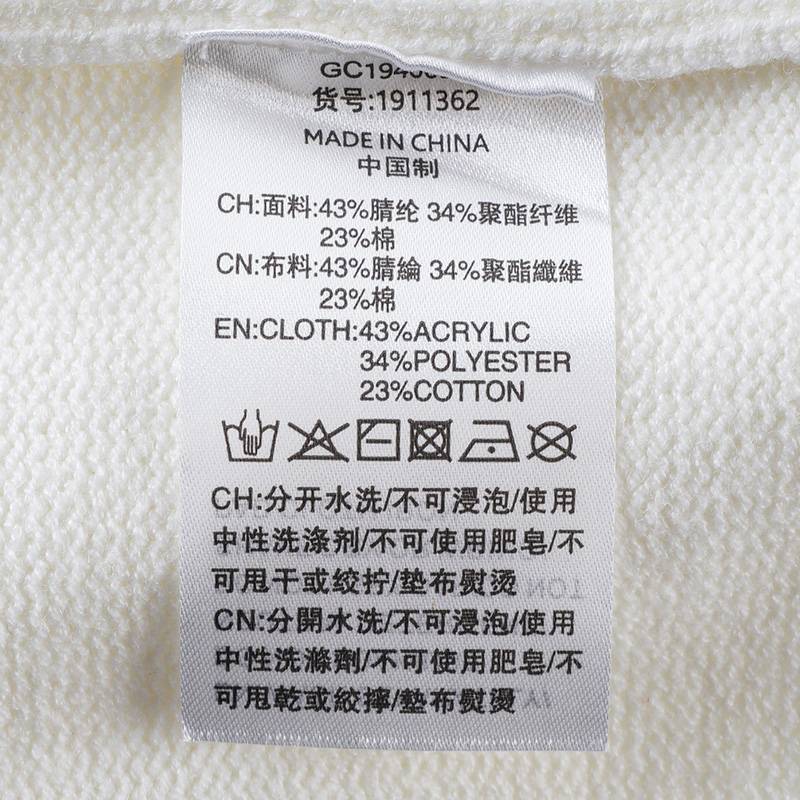 货号:1911362
MADE IN CHINA
中国制
CH:面料:43%腈纶 34%聚酯纤维
23%棉
CN:布料:43%腈綸 34%聚酯纖維
23%棉
EN:CLOTH:43%ACRYLIC
34%POLYESTER
23%COTTON
CH:分开水洗/不可浸泡/使用
中性洗涤剂/不可使用肥皂/不
可甩干或绞拧/垫布熨烫
CN:分開水洗/不可浸泡/使用
中性洗滌劑/不可使用肥皂/不
可甩乾或絞擰/墊布熨燙